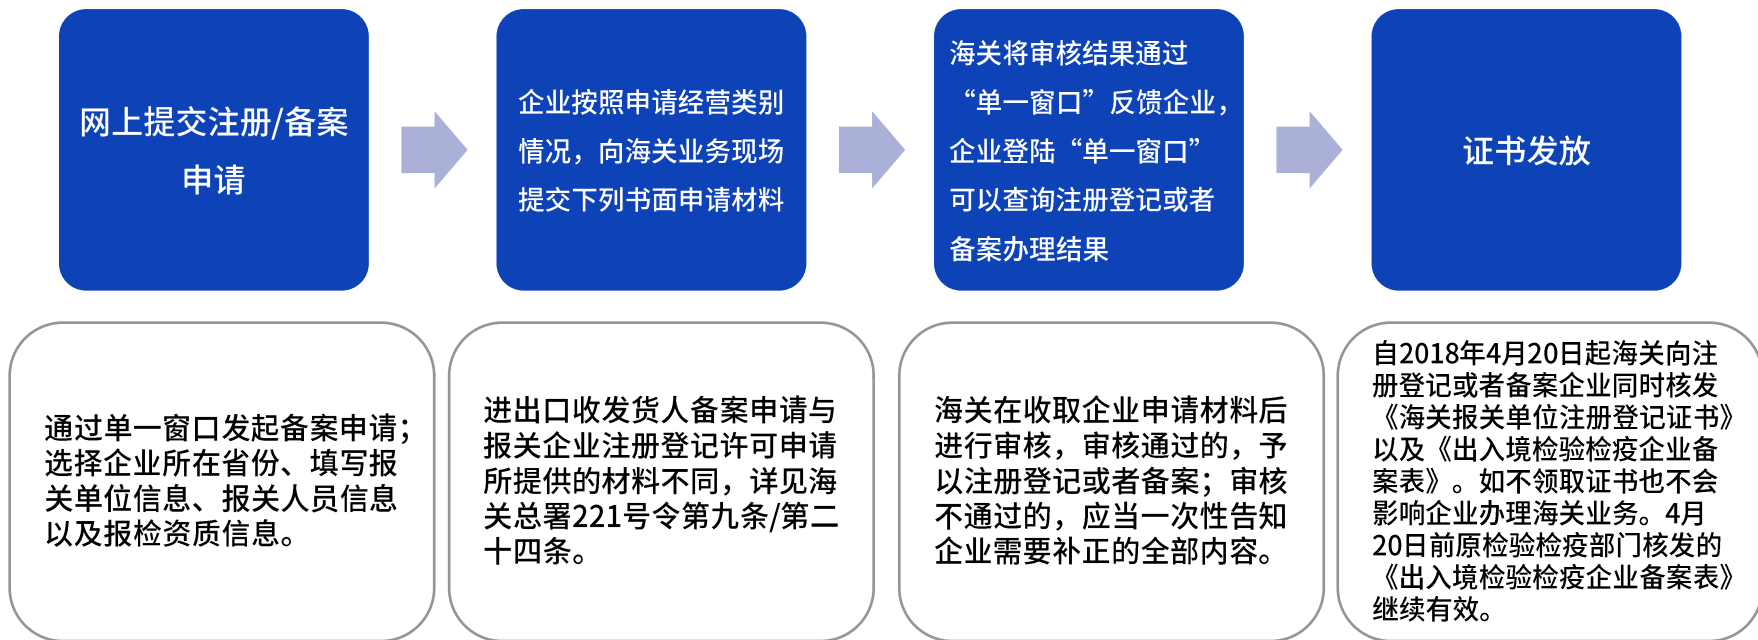 网上提交注册/备案
申请
企业按照申请经营类别
情况，向海关业务现场
提交下列书面申请材料
海关将审核结果通过
“单一窗口”反馈企业，
企业登陆“单一窗口”
可以查询注册登记或者
备案办理结果
证书发放
通过单一窗口发起备案申请；
选择企业所在省份、填写报
关单位信息、报关人员信息
以及报检资质信息。
进出口收发货人备案申请与
报关企业注册登记许可申请
所提供的材料不同，详见海
关总署221号令第九条/第二
十四条。
海关在收取企业申请材料后
进行审核，审核通过的，予
以注册登记或者备案；审核
不通过的，应当一次性告知
企业需要补正的全部内容。
自2018年4月20日起海关向注
册登记或者备案企业同时核发
《海关报关单位注册登记证书》
以及《出入境检验检疫企业备
案表》。如不领取证书也不会
影响企业办理海关业务。4月
20日前原检验检疫部门核发的
《出入境检验检疫企业备案表》
继续有效。